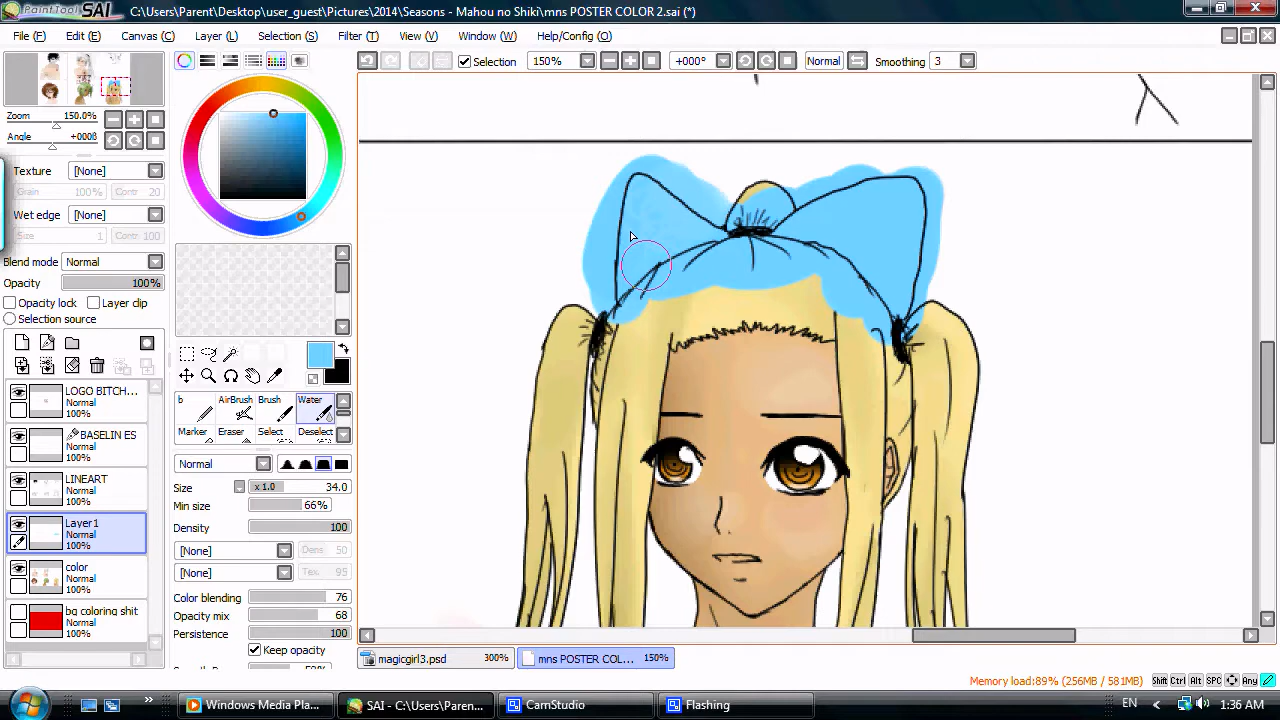 PaintTool SAI C:\Users\Parent\Desktop\user_guest\Pictures\2014\Seasons - Mahou no Shiki\mns POSTER COLOR 2.sai (*)
File (F) Edit (E) Canvas (C) Layer (L) Selection (S) Filter (T) View (V) Window (W) Help/Config (O)
Selection 150% +000° Normal Smoothing 3
Zoom 150.0%
Angle +000ß
Texture [None]
Grain 100% Contr 20
Wet edge [None]
Size 1 Contr 100
Blend mode Normal
Opacity 100%
Opacity lock Layer clip
Selection source
LOGO BITCH...
Normal
100%
BASELIN ES
Normal
100%
LINEART
Normal
100%
Layer1
Normal
100%
color
Normal
100%
bg coloring shit
Normal
100%
b AirBrush Brush Water
Marker Eraser Select Deselect
Normal
Size x 1.0 34.0
Min size 66%
Density 100
[None] Dens 50
[None] Tex. 95
Color blending 76
Opacity mix 68
Persistence 100
Keep opacity
magicgirl3.psd 300% mns POSTER COL... 150%
Memory load:89% (256MB / 581MB) Shift Ctrl Alt SPC Any
Windows Media Pla... SAI - C:\Users\Paren... CamStudio Flashing EN 1:36 AM